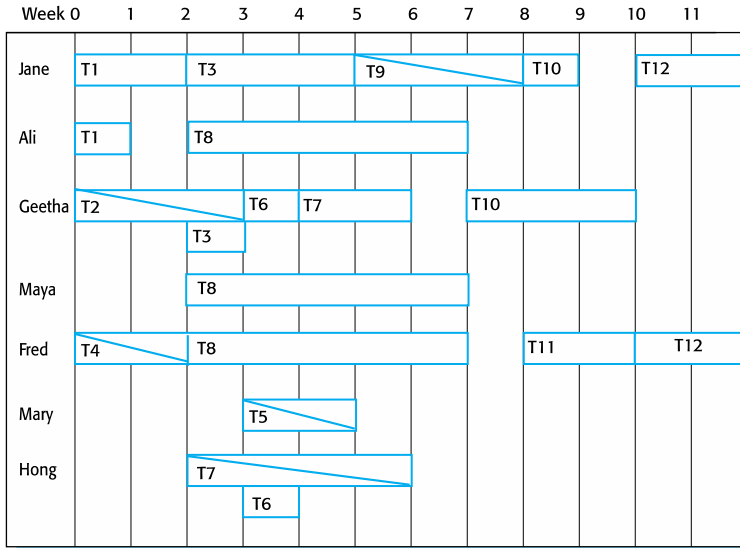 Week 0 1 2 3 4 5 6 7 8 9 10 11
Jane T1 T3 T9 T10 T12
Ali T1 T8
Geetha T2 T6 T7 T10
T3
Maya T8
Fred T4 T8 T11 T12
Mary T5
Hong T7
T6